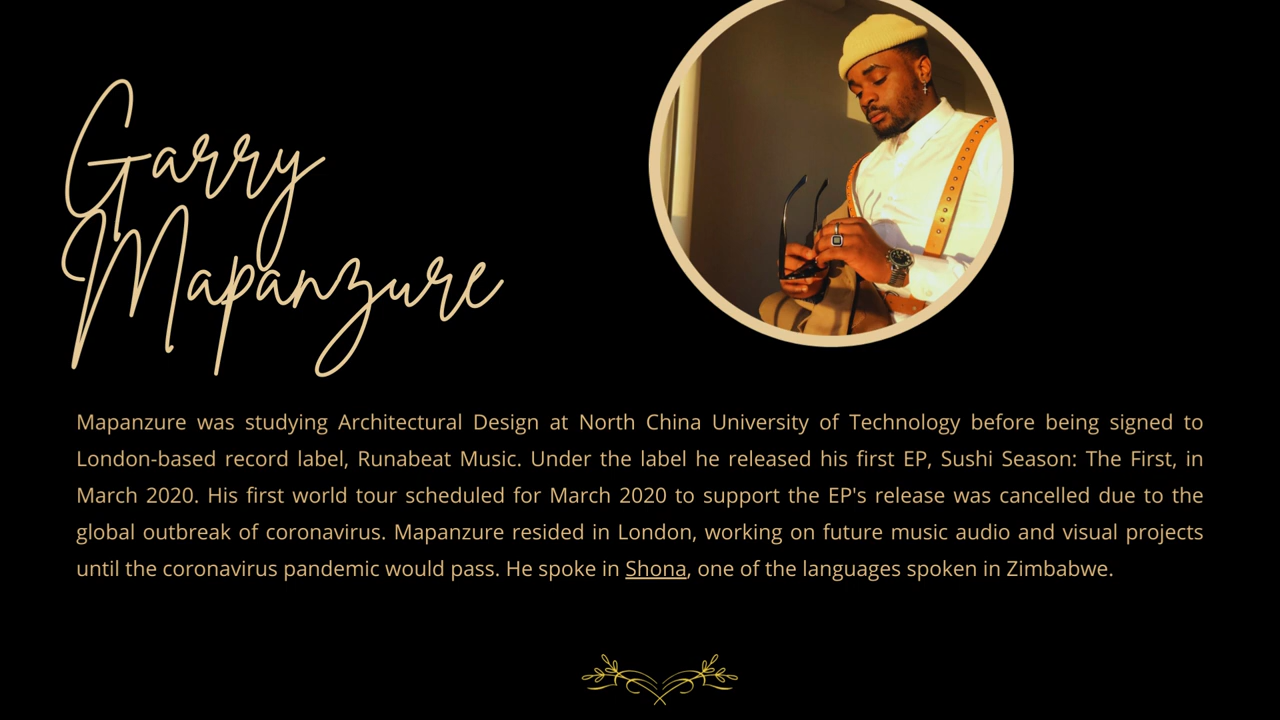 Garry
Mapanzure
Mapanzure was studying Architectural Design at North China University of Technology before being signed to
London-based record label, Runabeat Music. Under the label he released his first EP, Sushi Season: The First, in
March 2020. His first world tour scheduled for March 2020 to support the EP's release was cancelled due to the
global outbreak of coronavirus. Mapanzure resided in London, working on future music audio and visual projects
until the coronavirus pandemic would pass. He spoke in Shona, one of the languages spoken in Zimbabwe.